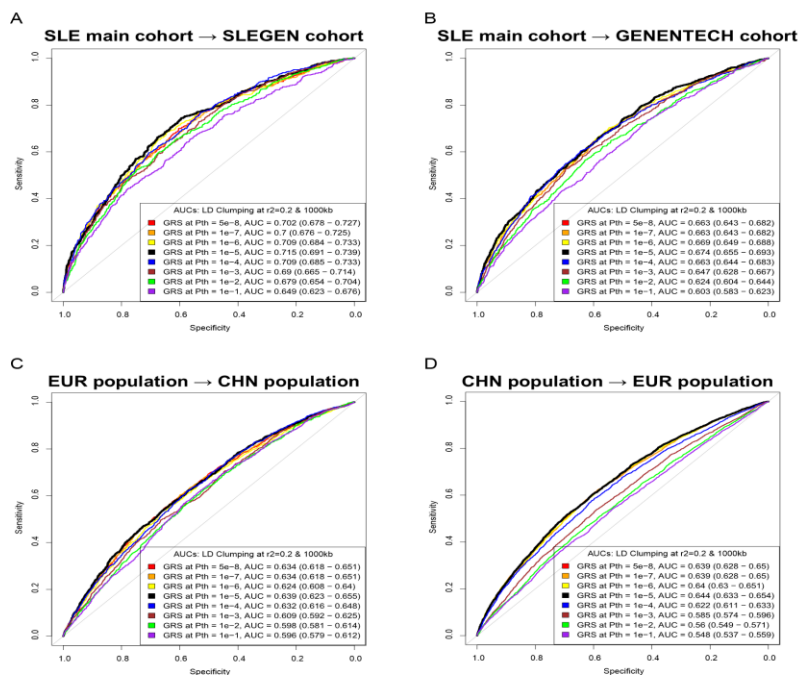 A
SLE main cohort → SLEGEN cohort
Sensitivity
1.0
0.8
0.6
0.4
0.2
0.0
AUCs: LD Clumping at r2=0.2 & 1000kb
GRS at Pth = 5e-8, AUC = 0.702 (0.678 − 0.727)
GRS at Pth = 1e-7, AUC = 0.7 (0.676 − 0.725)
GRS at Pth = 1e-6, AUC = 0.709 (0.684 − 0.733)
GRS at Pth = 1e-5, AUC = 0.715 (0.691 − 0.739)
GRS at Pth = 1e-4, AUC = 0.709 (0.685 − 0.733)
GRS at Pth = 1e-3, AUC = 0.69 (0.665 − 0.714)
GRS at Pth = 1e-2, AUC = 0.679 (0.654 − 0.704)
GRS at Pth = 1e-1, AUC = 0.649 (0.623 − 0.676)
1.0 0.8 0.6 0.4 0.2 0.0
Specificity
B
SLE main cohort → GENENTECH cohort
Sensitivity
1.0
0.8
0.6
0.4
0.2
0.0
AUCs: LD Clumping at r2=0.2 & 1000kb
GRS at Pth = 5e-8, AUC = 0.663 (0.643 − 0.682)
GRS at Pth = 1e-7, AUC = 0.663 (0.643 − 0.682)
GRS at Pth = 1e-6, AUC = 0.669 (0.649 − 0.688)
GRS at Pth = 1e-5, AUC = 0.674 (0.655 − 0.693)
GRS at Pth = 1e-4, AUC = 0.663 (0.644 − 0.683)
GRS at Pth = 1e-3, AUC = 0.647 (0.628 − 0.667)
GRS at Pth = 1e-2, AUC = 0.624 (0.604 − 0.644)
GRS at Pth = 1e-1, AUC = 0.603 (0.583 − 0.623)
1.0 0.8 0.6 0.4 0.2 0.0
Specificity
C
EUR population → CHN population
Sensitivity
1.0
0.8
0.6
0.4
0.2
0.0
AUCs: LD Clumping at r2=0.2 & 1000kb
GRS at Pth = 5e-8, AUC = 0.634 (0.618 − 0.651)
GRS at Pth = 1e-7, AUC = 0.634 (0.618 − 0.651)
GRS at Pth = 1e-6, AUC = 0.624 (0.608 − 0.64)
GRS at Pth = 1e-5, AUC = 0.639 (0.623 − 0.655)
GRS at Pth = 1e-4, AUC = 0.632 (0.616 − 0.648)
GRS at Pth = 1e-3, AUC = 0.609 (0.592 − 0.625)
GRS at Pth = 1e-2, AUC = 0.598 (0.581 − 0.614)
GRS at Pth = 1e-1, AUC = 0.596 (0.579 − 0.612)
1.0 0.8 0.6 0.4 0.2 0.0
Specificity
D
CHN population → EUR population
Sensitivity
1.0
0.8
0.6
0.4
0.2
0.0
AUCs: LD Clumping at r2=0.2 & 1000kb
GRS at Pth = 5e-8, AUC = 0.639 (0.628 − 0.65)
GRS at Pth = 1e-7, AUC = 0.639 (0.628 − 0.65)
GRS at Pth = 1e-6, AUC = 0.64 (0.63 − 0.651)
GRS at Pth = 1e-5, AUC = 0.644 (0.633 − 0.654)
GRS at Pth = 1e-4, AUC = 0.622 (0.611 − 0.633)
GRS at Pth = 1e-3, AUC = 0.585 (0.574 − 0.596)
GRS at Pth = 1e-2, AUC = 0.56 (0.549 − 0.571)
GRS at Pth = 1e-1, AUC = 0.548 (0.537 − 0.559)
1.0 0.8 0.6 0.4 0.2 0.0
Specificity